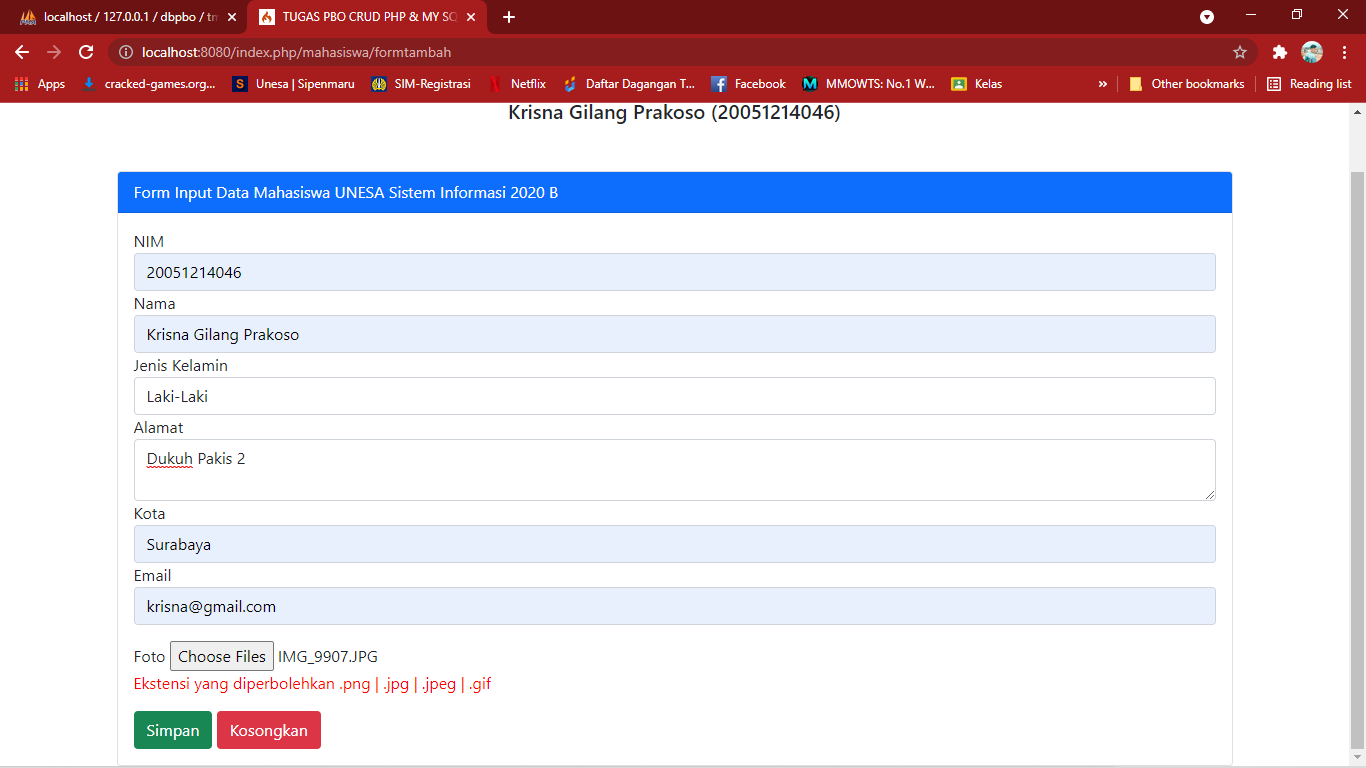 localhost / 127.0.0.1 / dbpbo / tm
TUGAS PBO CRUD PHP & MY SQ
localhost:8080/index.php/mahasiswa/formtambah
Apps cracked-games.org... Unesa | Sipenmaru SIM-Registrasi Netflix Daftar Dagangan T... Facebook MMOWTS: No.1 W... Kelas » Other bookmarks Reading list
Krisna Gilang Prakoso (20051214046)
Form Input Data Mahasiswa UNESA Sistem Informasi 2020 B
NIM
20051214046
Nama
Krisna Gilang Prakoso
Jenis Kelamin
Laki-Laki
Alamat
Dukuh Pakis 2
Kota
Surabaya
Email
krisna@gmail.com
Foto Choose Files IMG_9907.JPG
Ekstensi yang diperbolehkan .png | .jpg | .jpeg | .gif
Simpan Kosongkan